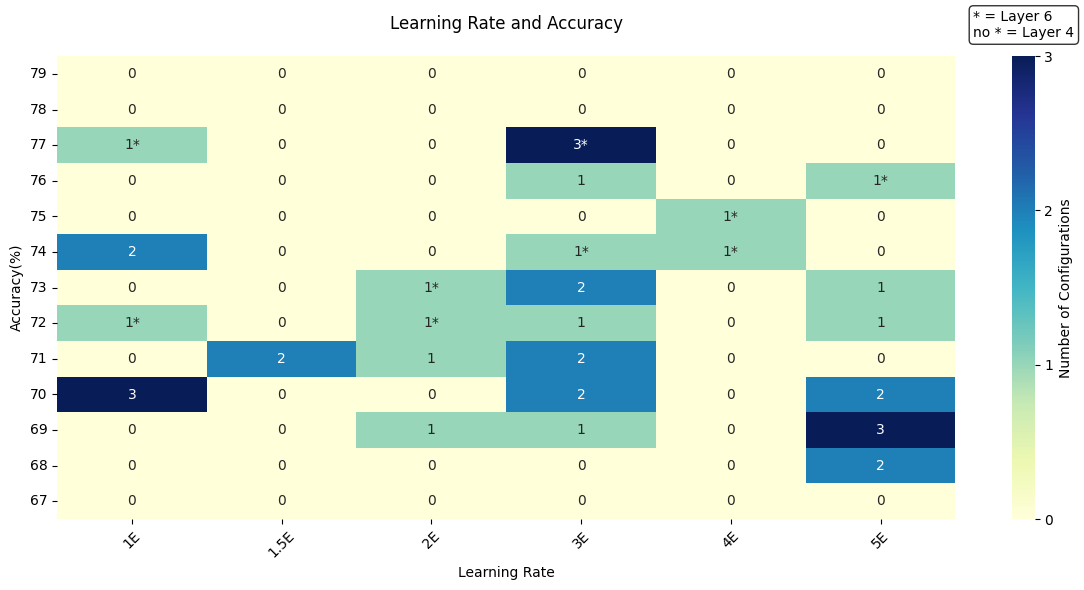 Learning Rate and Accuracy
* = Layer 6
no * = Layer 4
79 0 0 0 0 0 0
78 0 0 0 0 0 0
77 1* 0 0 3* 0 0
76 0 0 0 1 0 1*
75 0 0 0 0 1* 0
74 2 0 0 1* 1* 0
73 0 0 1* 2 0 1
72 1* 0 1* 1 0 1
71 0 2 1 2 0 0
70 3 0 0 2 0 2
69 0 0 1 1 0 3
68 0 0 0 0 0 2
67 0 0 0 0 0 0
Accuracy(%)
1E 1.5E 2E 3E 4E 5E
Learning Rate
3
2
1
0
Number of Configurations